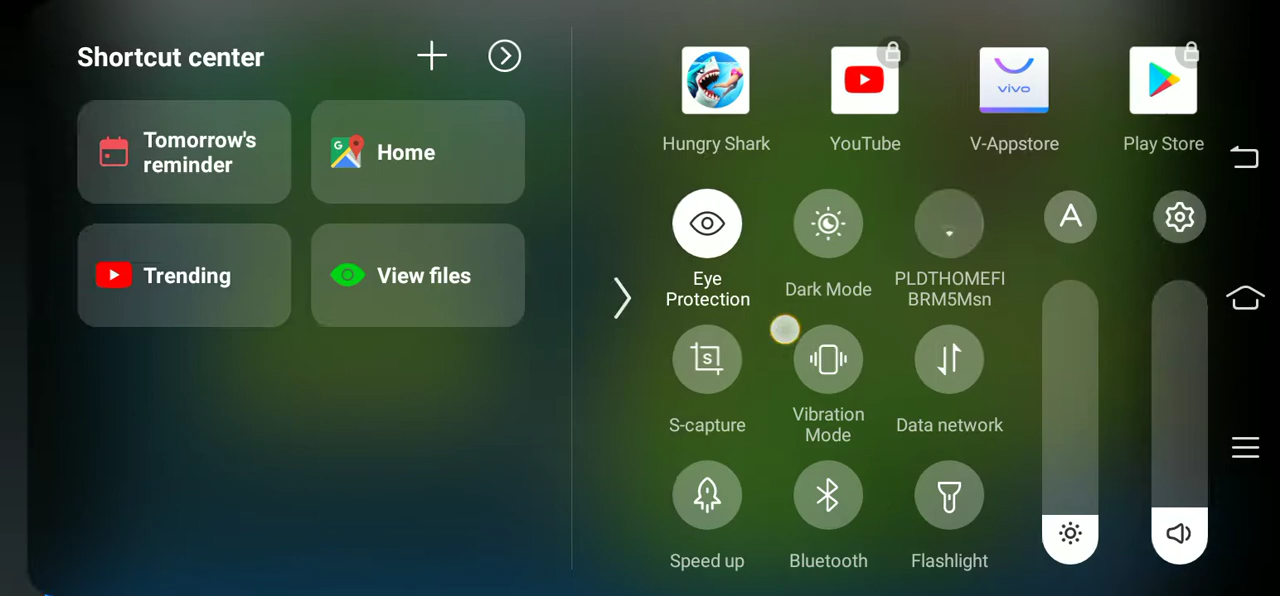 Shortcut center
Tomorrow's
reminder
Home
Trending
View files
Hungry Shark
YouTube
vivo
V-Appstore
Play Store
Eye
Protection
Dark Mode
PLDTHOMEFI
BRM5Msn
A
S
S-capture
Vibration
Mode
Data network
Speed up
Bluetooth
Flashlight
G